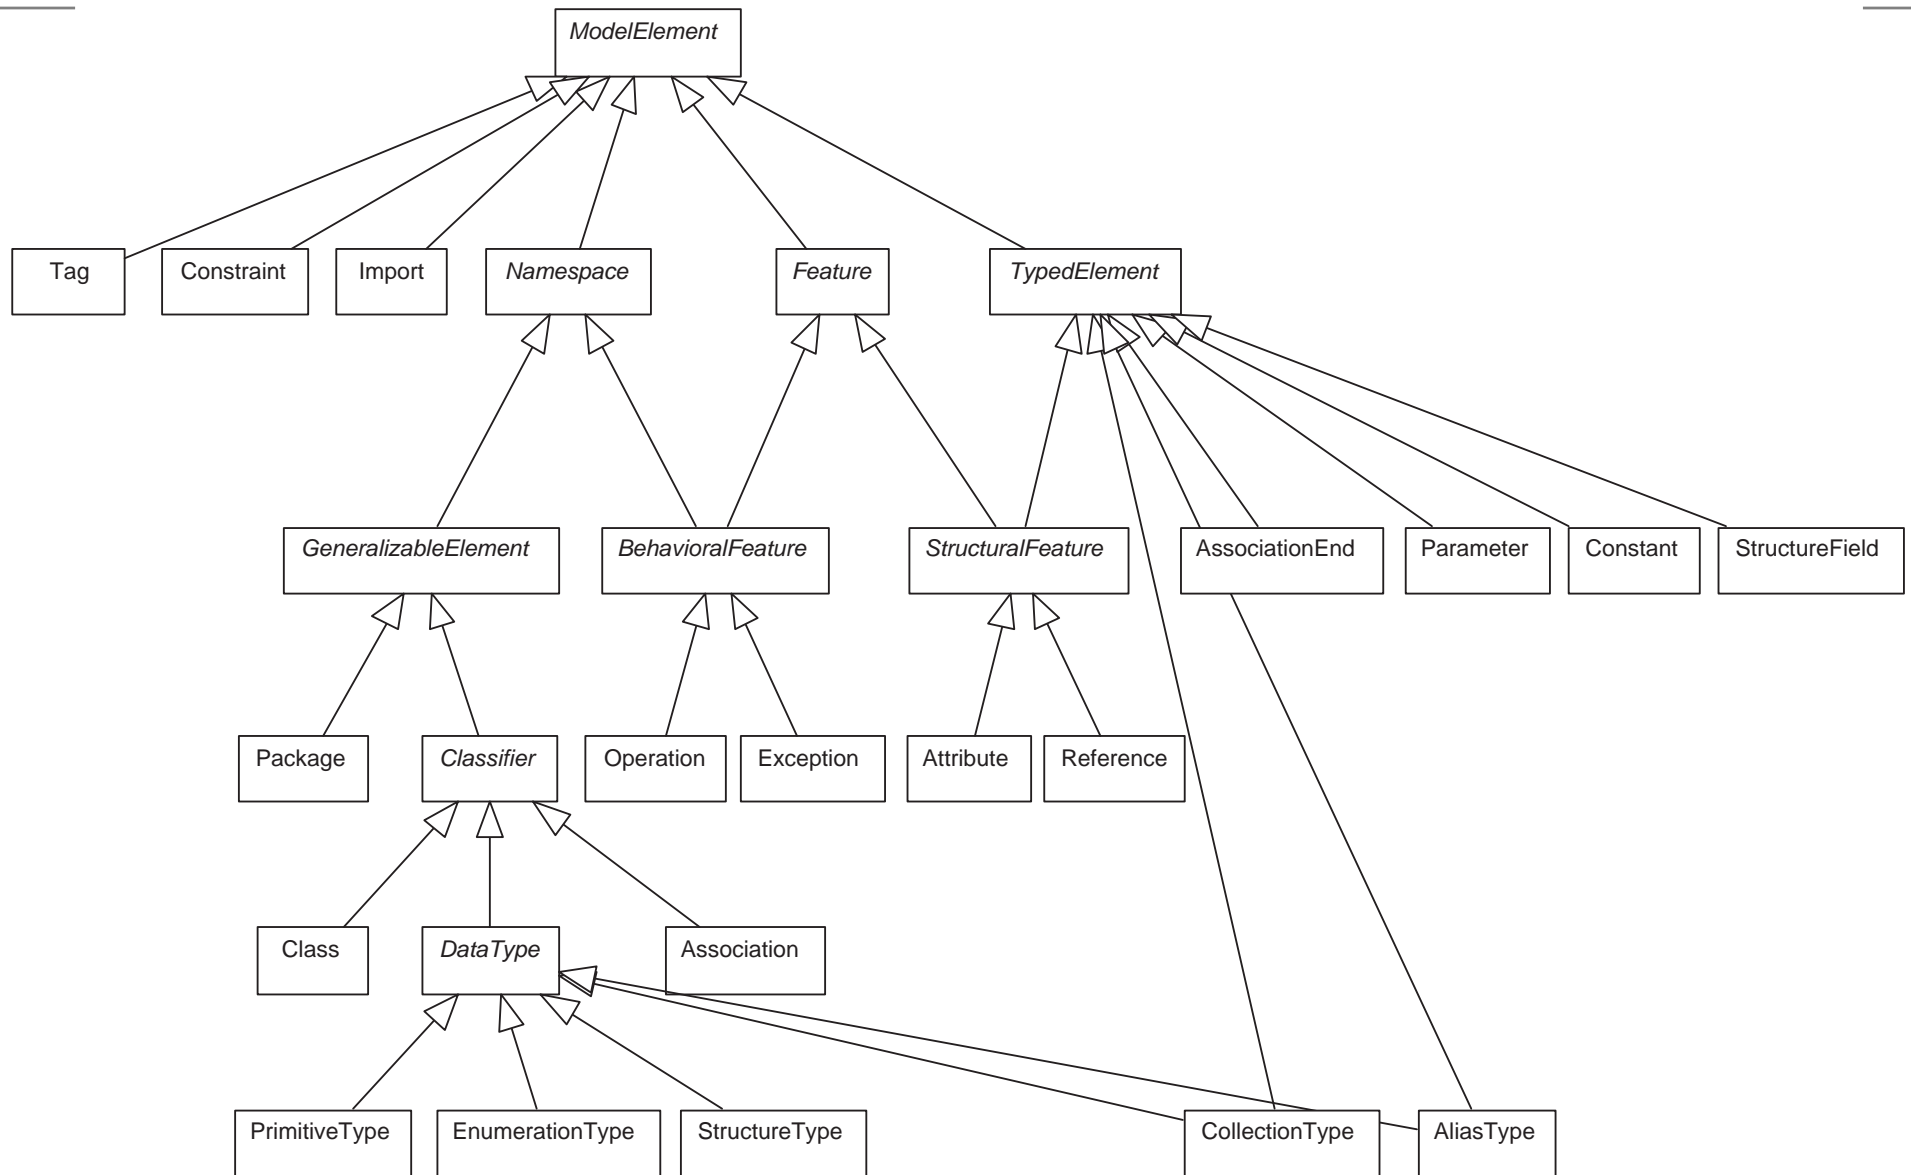 ModelElement
Tag
Constraint
Import
Namespace
Feature
TypedElement
GeneralizableElement
BehavioralFeature
StructuralFeature
AssociationEnd
Parameter
Constant
StructureField
Package
Classifier
Operation
Exception
Attribute
Reference
Class
DataType
Association
PrimitiveType
EnumerationType
StructureType
CollectionType
AliasType